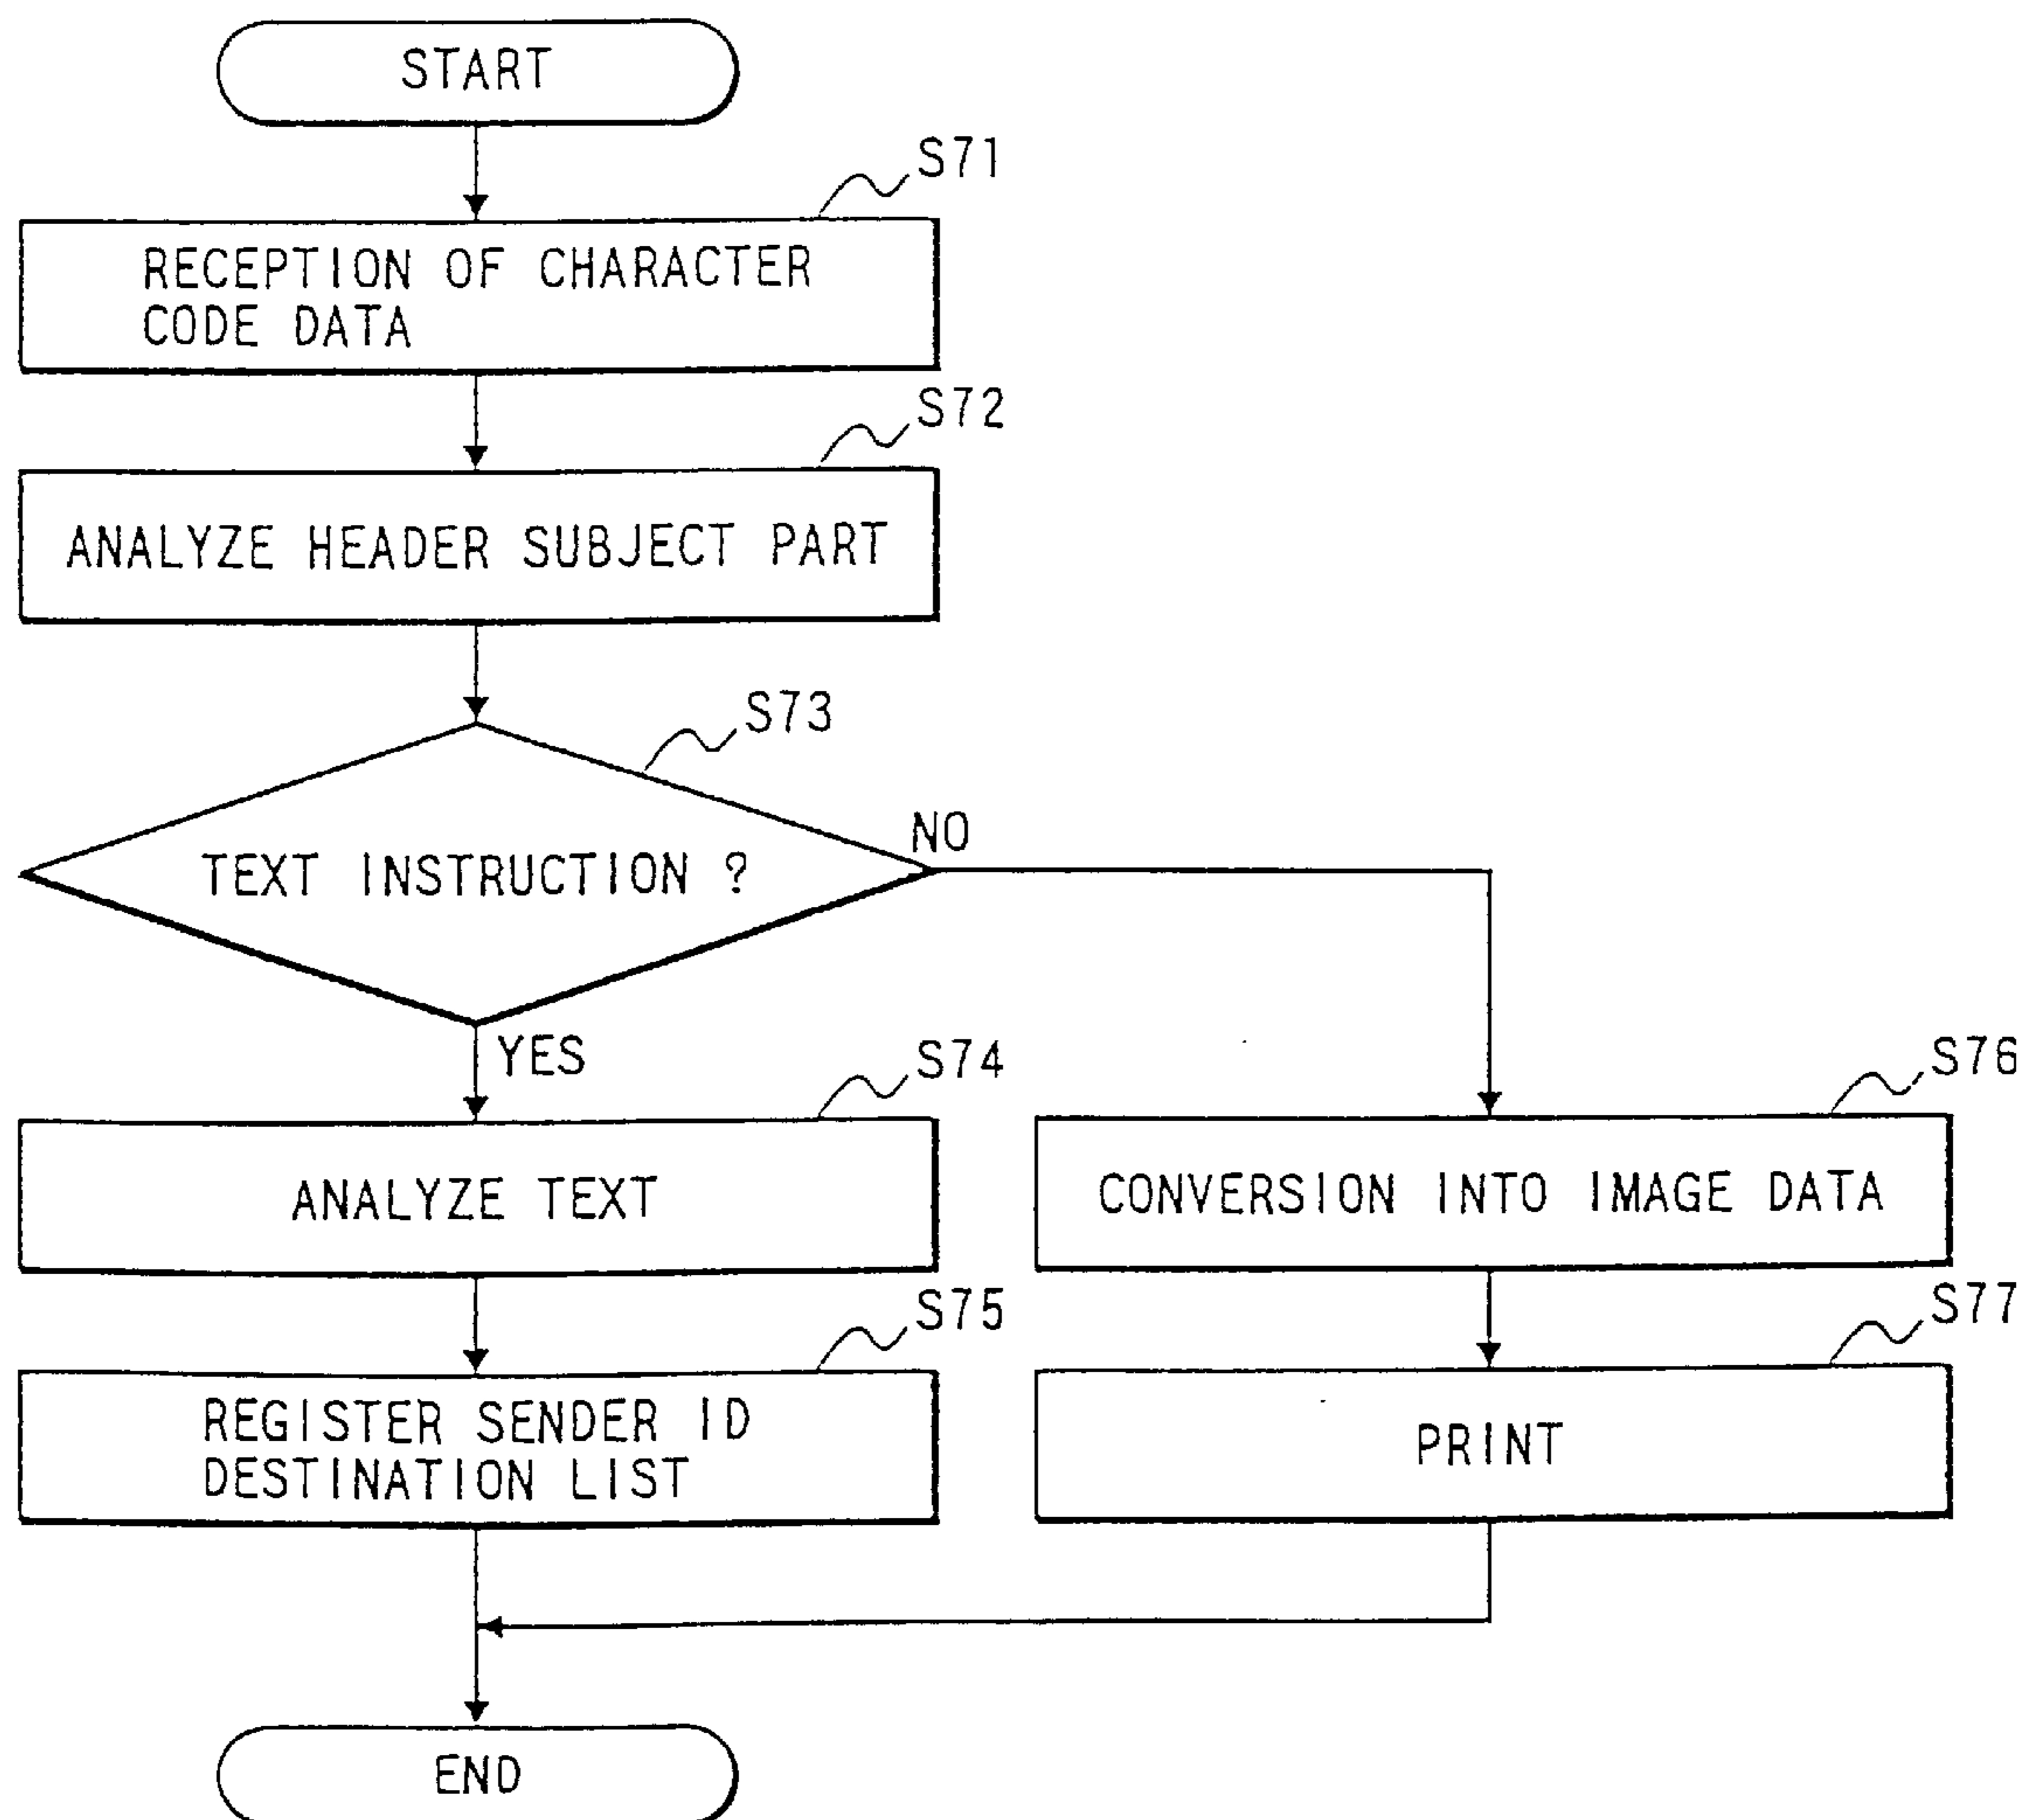 START
S71
RECEPTION OF CHARACTER
CODE DATA
S72
ANALYZE HEADER SUBJECT PART
S73
TEXT INSTRUCTION ?
NO
YES
S74
ANALYZE TEXT
S76
CONVERSION INTO IMAGE DATA
S75
REGISTER SENDER ID
DESTINATION LIST
S77
PRINT
END